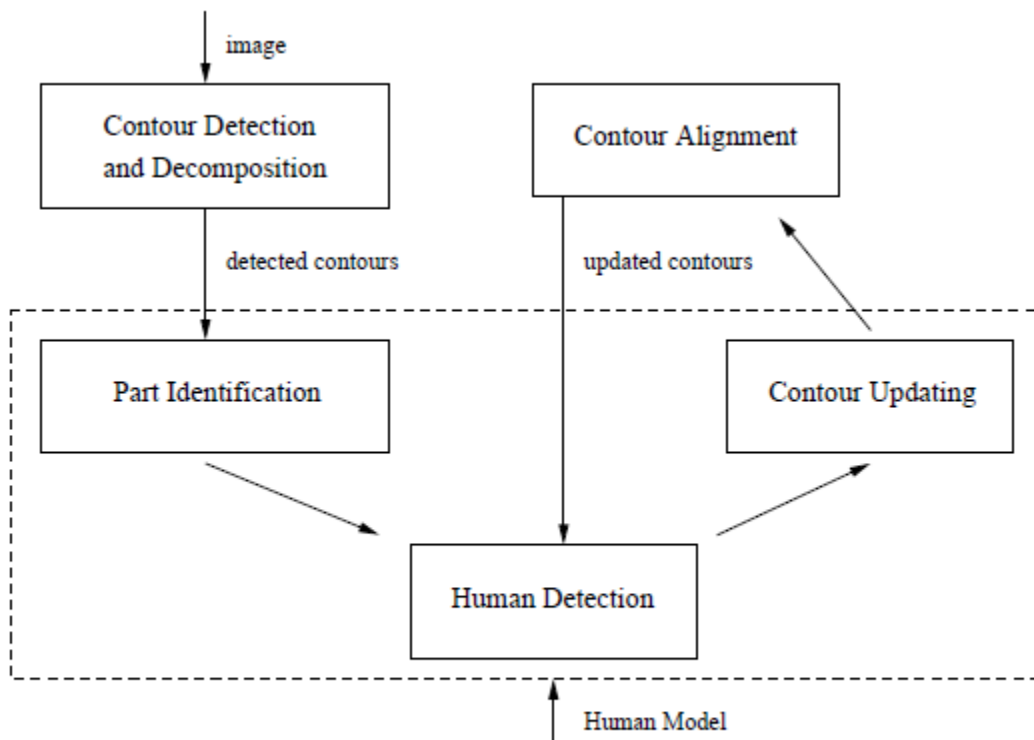 image
Contour Detection
and Decomposition
Contour Alignment
detected contours
updated contours
Part Identification
Contour Updating
Human Detection
Human Model